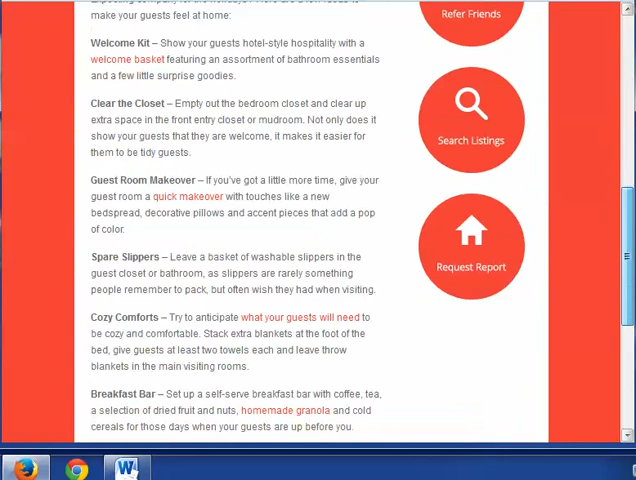 make your guests feel at home:
Welcome Kit – Show your guests hotel-style hospitality with a
welcome basket featuring an assortment of bathroom essentials
and a few little surprise goodies.
Clear the Closet – Empty out the bedroom closet and clear up
extra space in the front entry closet or mudroom. Not only does it
show your guests that they are welcome, it makes it easier for
them to be tidy guests.
Guest Room Makeover – If you've got a little more time, give your
guest room a quick makeover with touches like a new
bedspread, decorative pillows and accent pieces that add a pop
of color.
Spare Slippers – Leave a basket of washable slippers in the
guest closet or bathroom, as slippers are rarely something
people remember to pack, but often wish they had when visiting.
Cozy Comforts – Try to anticipate what your guests will need to
be cozy and comfortable. Stack extra blankets at the foot of the
bed, give guests at least two towels each and leave throw
blankets in the main visiting rooms.
Breakfast Bar – Set up a self-serve breakfast bar with coffee, tea,
a selection of dried fruit and nuts, homemade granola and cold
cereals for those days when your guests are up before you.
Refer Friends
Search Listings
Request Report
W